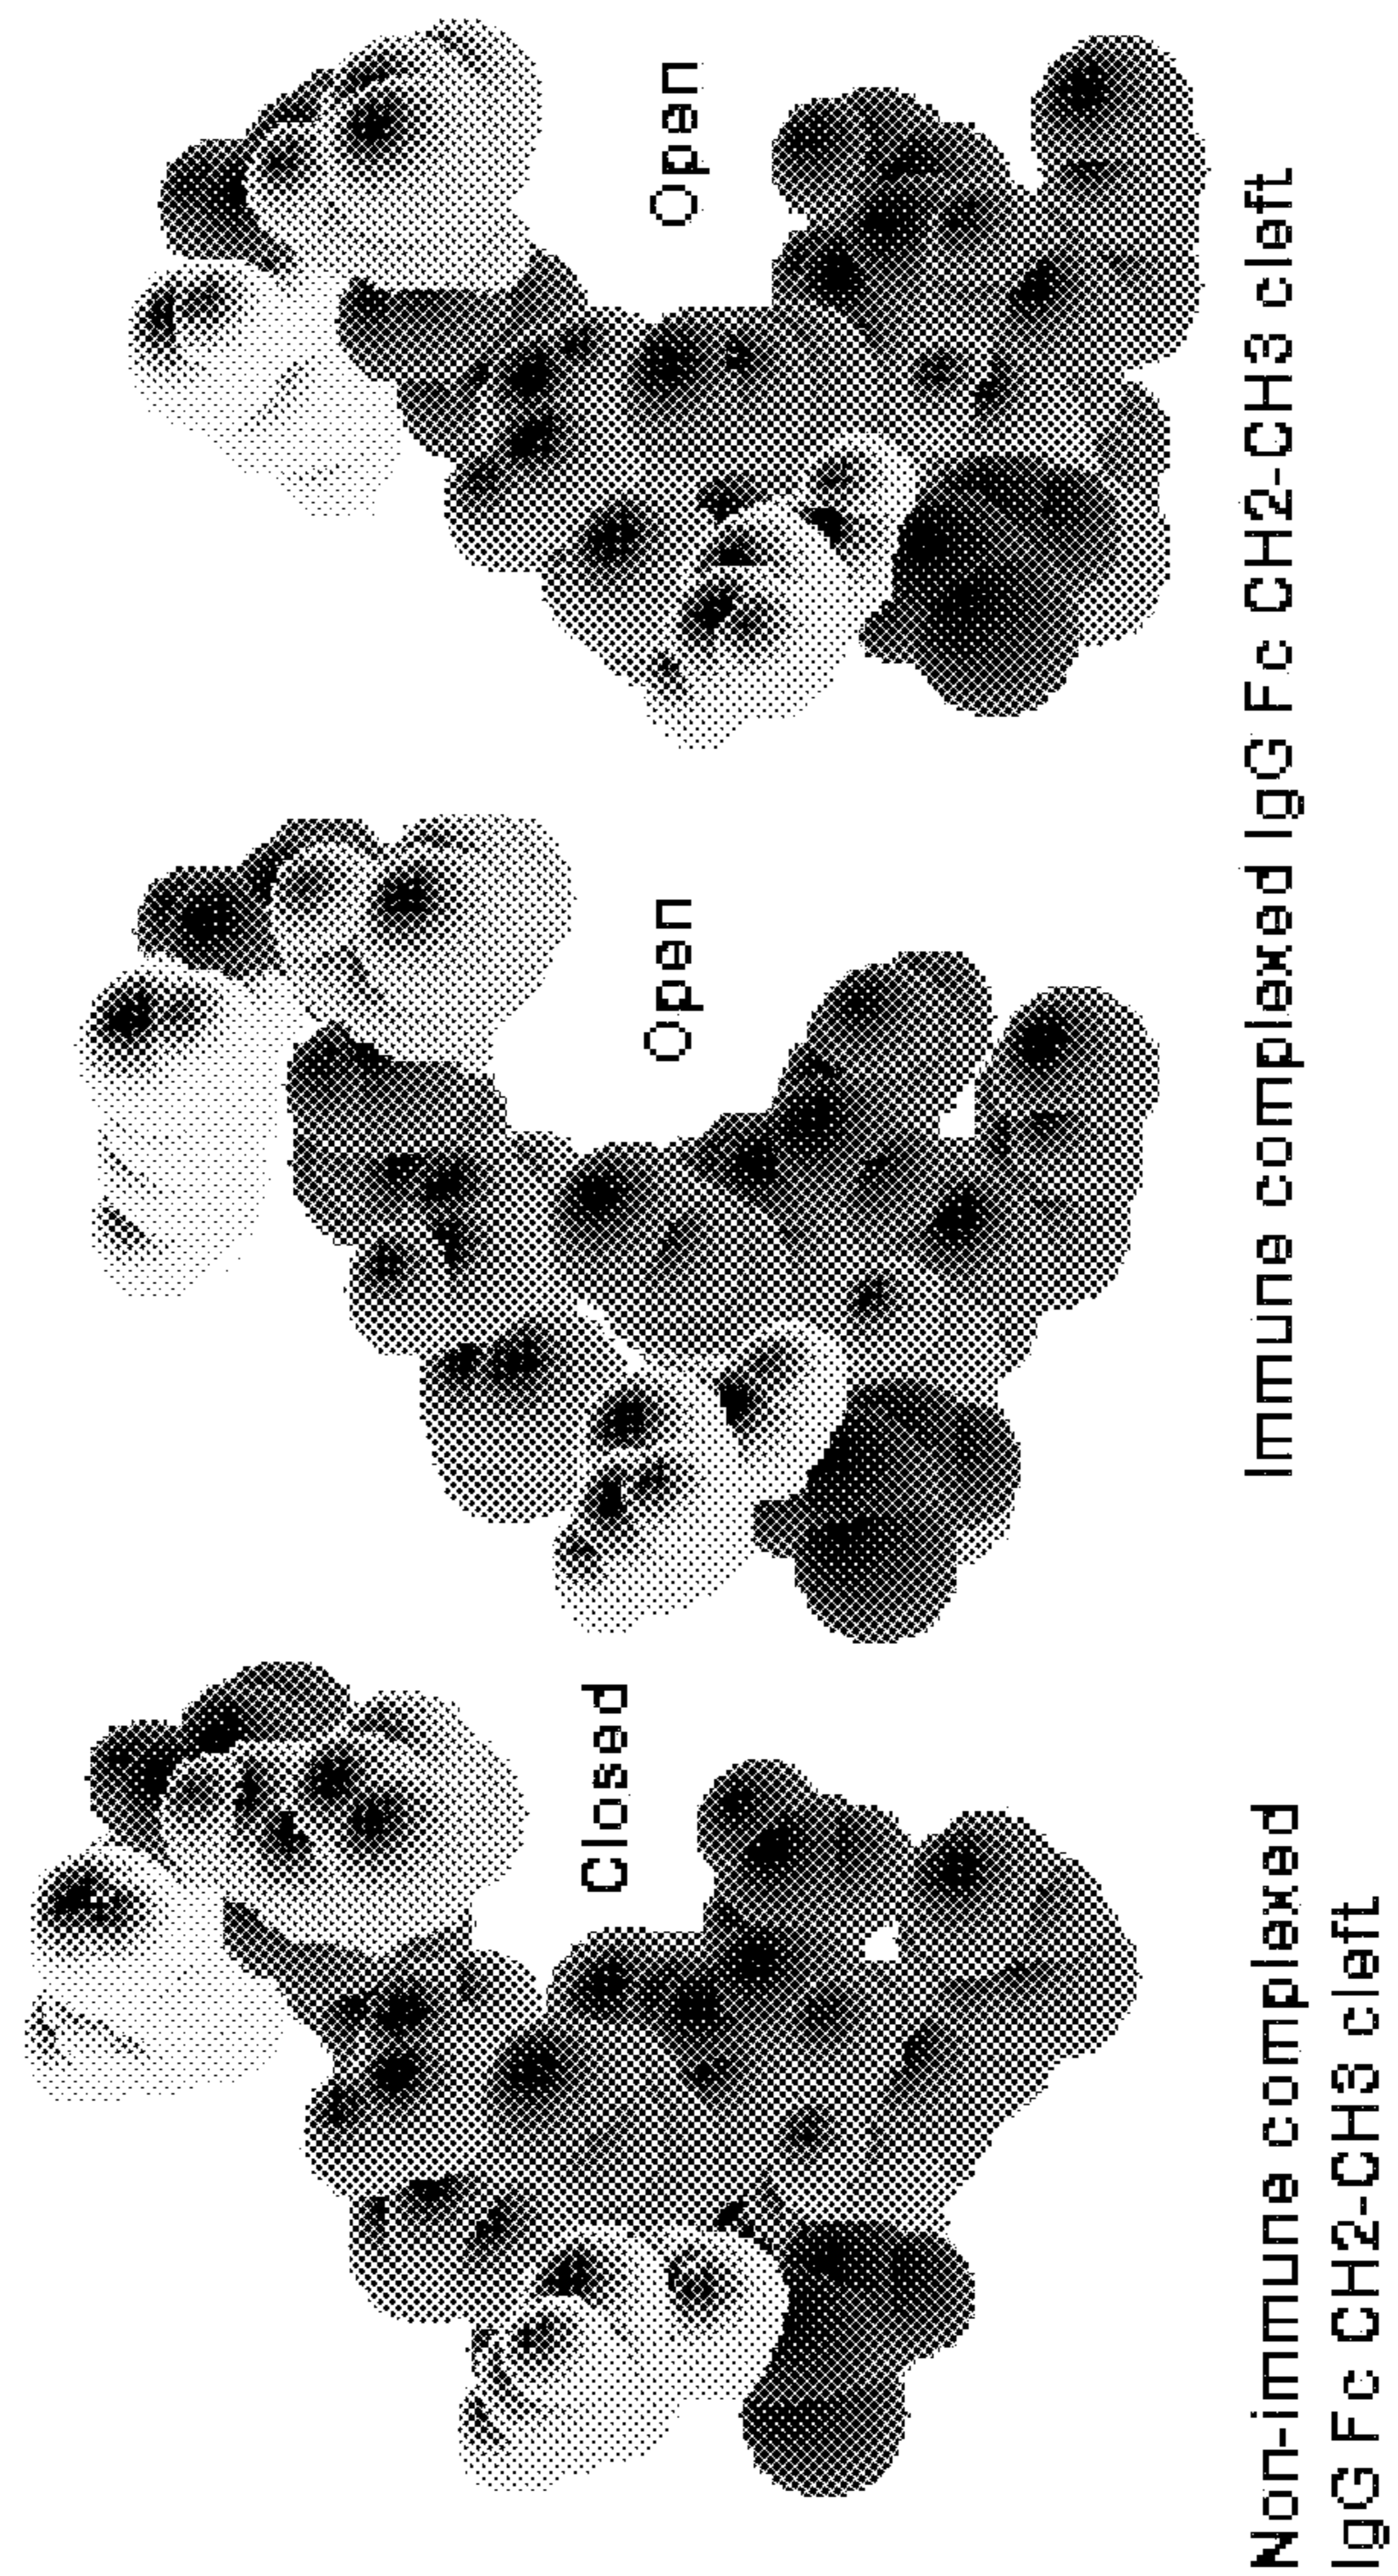 Closed
Open
Open
Non-immune complexed
IgG Fc CH2-CH3 cleft
Immune complexed IgG Fc CH2-CH3 cleft